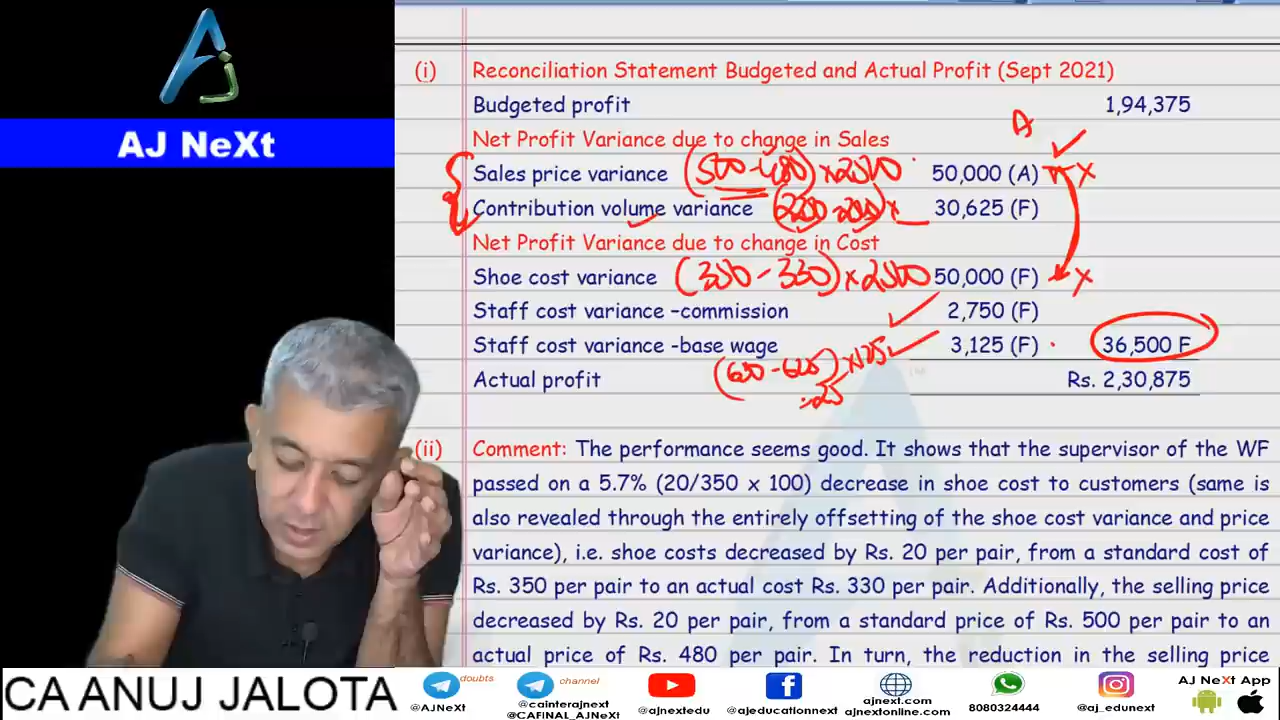 AJ NeXt
(i) Reconciliation Statement Budgeted and Actual Profit (Sept 2021)
Budgeted profit 1,94,375
A
Net Profit Variance due to change in Sales
Sales price variance (500-480)×2500 50,000 (A) X
Contribution volume variance 30,625 (F)
Net Profit Variance due to change in Cost
Shoe cost variance 50,000 (F) X
Staff cost variance –commission 2,750 (F)
Staff cost variance -base wage 3,125 (F) 36,500 F
Actual profit Rs. 2,30,875
(ii) Comment: The performance seems good. It shows that the supervisor of the WF
passed on a 5.7% (20/350 x 100) decrease in shoe cost to customers (same is
also revealed through the entirely offsetting of the shoe cost variance and price
variance), i.e. shoe costs decreased by Rs. 20 per pair, from a standard cost of
Rs. 350 per pair to an actual cost Rs. 330 per pair. Additionally, the selling price
decreased by Rs. 20 per pair, from a standard price of Rs. 500 per pair to an
actual price of Rs. 480 per pair. In turn, the reduction in the selling price
CA ANUJ JALOTA
doubts
@AJNeXt
channel
@cainterajnext
@CAFINAL_AJNeXt
@ajnextedu
@ajeducationnext
ajnext.com
ajnextonline.com
8080324444
@aj_edunext
AJ NeXt App